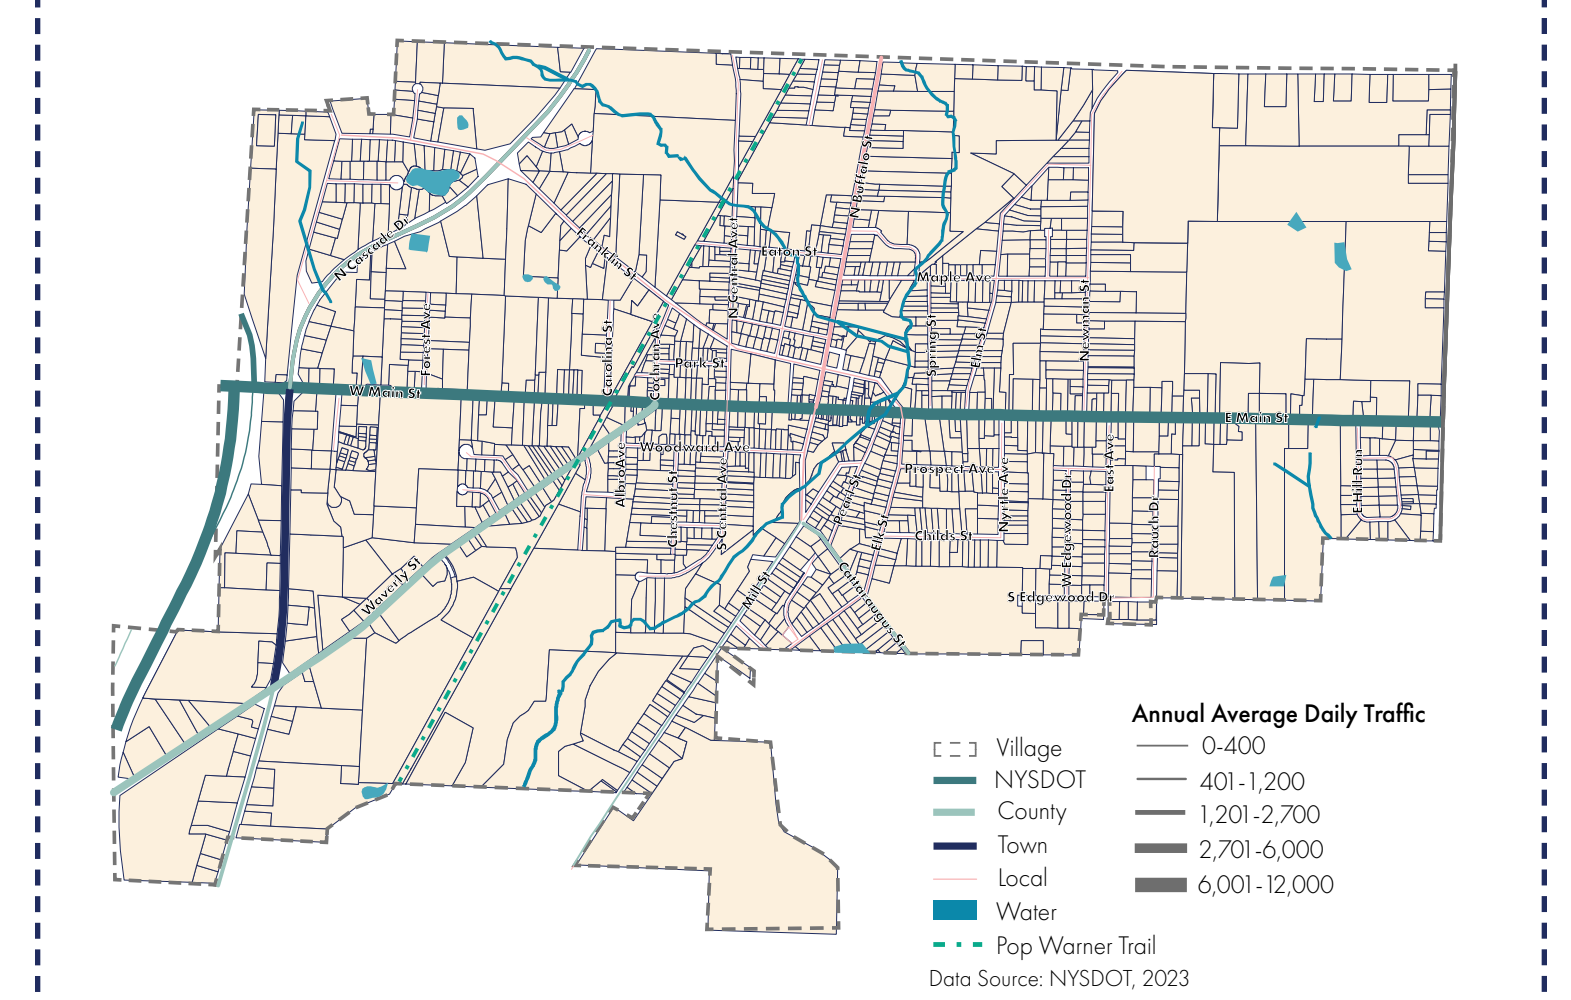 N Buffalo St
N Cascade Dr
Franklin St
N Central Ave
Eaton St
Maple Ave
Forest Ave
Carolina St
Cochran Ave
Park St
Spring St
Elm St
Newman St
W Main St
E Main St
Woodward Ave
Albro Ave
Chestnut St
S Central Ave
Pearl St
Prospect Ave
Myrtle Ave
East Ave
W Edgewood Dr
Rauch Dr
E Hill Run
Elk St
Childs St
Waverly St
Mill St
Cattaraugus St
S Edgewood Dr
Annual Average Daily Traffic
Village
0-400
NYSDOT
401-1,200
County
1,201-2,700
Town
2,701-6,000
Local
6,001-12,000
Water
Pop Warner Trail
Data Source: NYSDOT, 2023